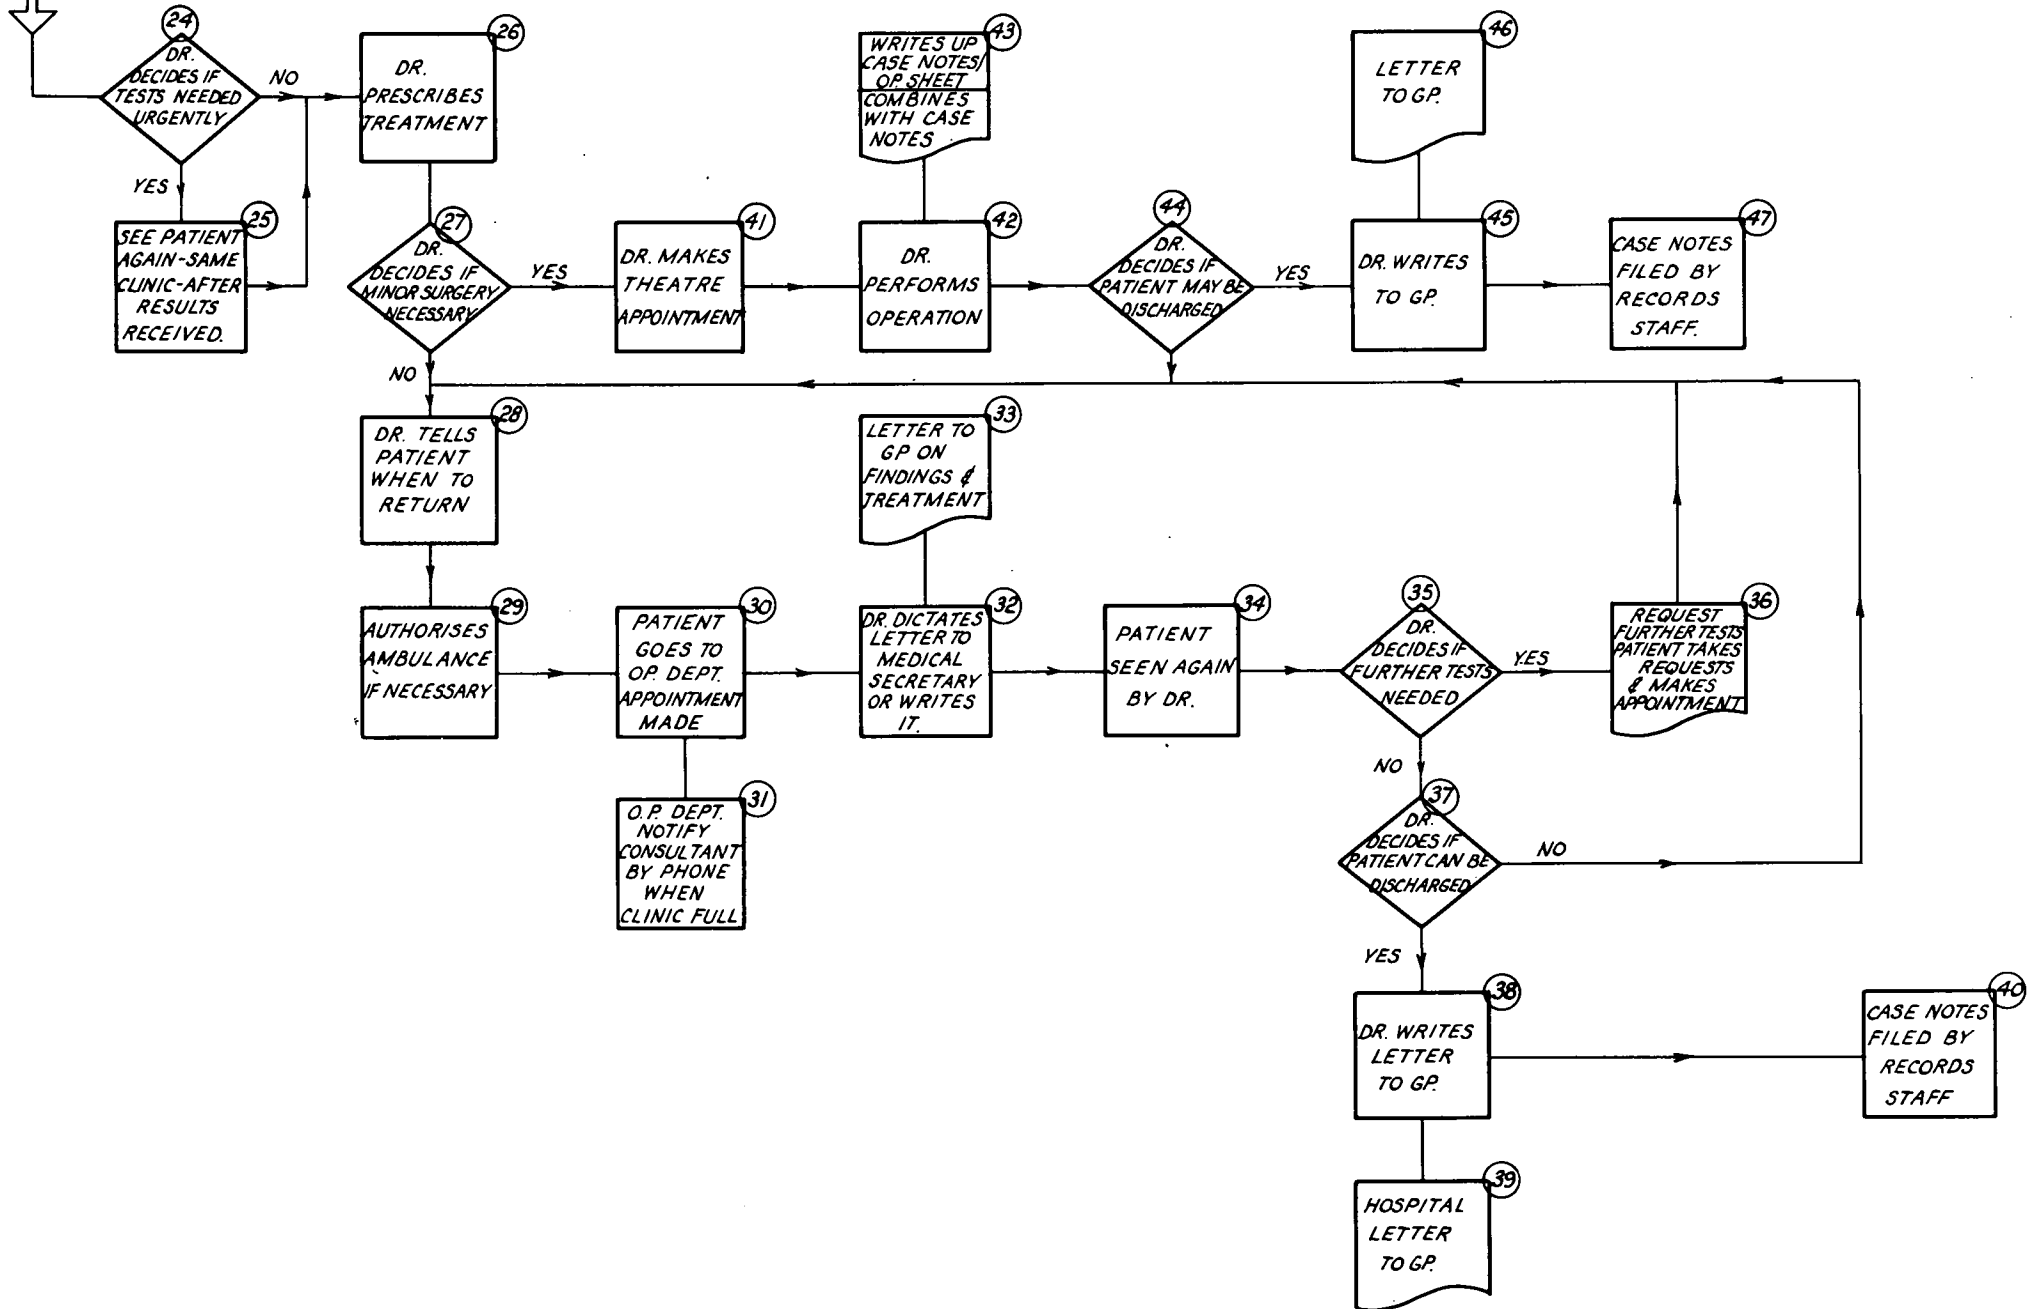 24
DR.
DECIDES IF
TESTS NEEDED
URGENTLY
NO
YES
25
SEE PATIENT
AGAIN-SAME
CLINIC-AFTER
RESULTS
RECEIVED.
26
DR.
PRESCRIBES
TREATMENT
27
DR.
DECIDES IF
MINOR SURGERY
NECESSARY
YES
NO
41
DR. MAKES
THEATRE
APPOINTMENT
43
WRITES UP
CASE NOTES/
OP. SHEET
COMBINES
WITH CASE
NOTES
42
DR.
PERFORMS
OPERATION
44
DR.
DECIDES IF
PATIENT MAY BE
DISCHARGED
YES
46
LETTER
TO GP.
45
DR. WRITES
TO GP.
47
CASE NOTES
FILED BY
RECORDS
STAFF.
28
DR. TELLS
PATIENT
WHEN TO
RETURN
29
AUTHORISES
AMBULANCE
IF NECESSARY
30
PATIENT
GOES TO
OP. DEPT.
APPOINTMENT
MADE
31
O.P. DEPT.
NOTIFY
CONSULTANT
BY PHONE
WHEN
CLINIC FULL
33
LETTER TO
GP ON
FINDINGS &
TREATMENT
32
DR. DICTATES
LETTER TO
MEDICAL
SECRETARY
OR WRITES
IT.
34
PATIENT
SEEN AGAIN
BY DR.
35
DR.
DECIDES IF
FURTHER TESTS
NEEDED
YES
NO
36
REQUEST
FURTHER TESTS
PATIENT TAKES
REQUESTS
& MAKES
APPOINTMENT
37
DR.
DECIDES IF
PATIENT CAN BE
DISCHARGED
NO
YES
38
DR. WRITES
LETTER
TO GP.
40
CASE NOTES
FILED BY
RECORDS
STAFF
39
HOSPITAL
LETTER
TO GP.